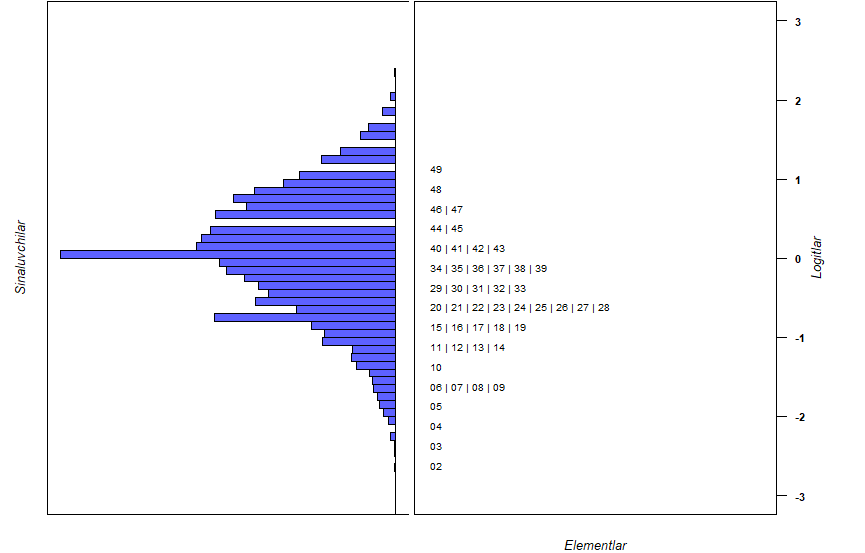 3
2
49
1
48
46 | 47
44 | 45
Sinaluvchilar
40 | 41 | 42 | 43
0
Logitlar
34 | 35 | 36 | 37 | 38 | 39
29 | 30 | 31 | 32 | 33
20 | 21 | 22 | 23 | 24 | 25 | 26 | 27 | 28
15 | 16 | 17 | 18 | 19
-1
11 | 12 | 13 | 14
10
06 | 07 | 08 | 09
05
-2
04
03
02
-3
Elementlar